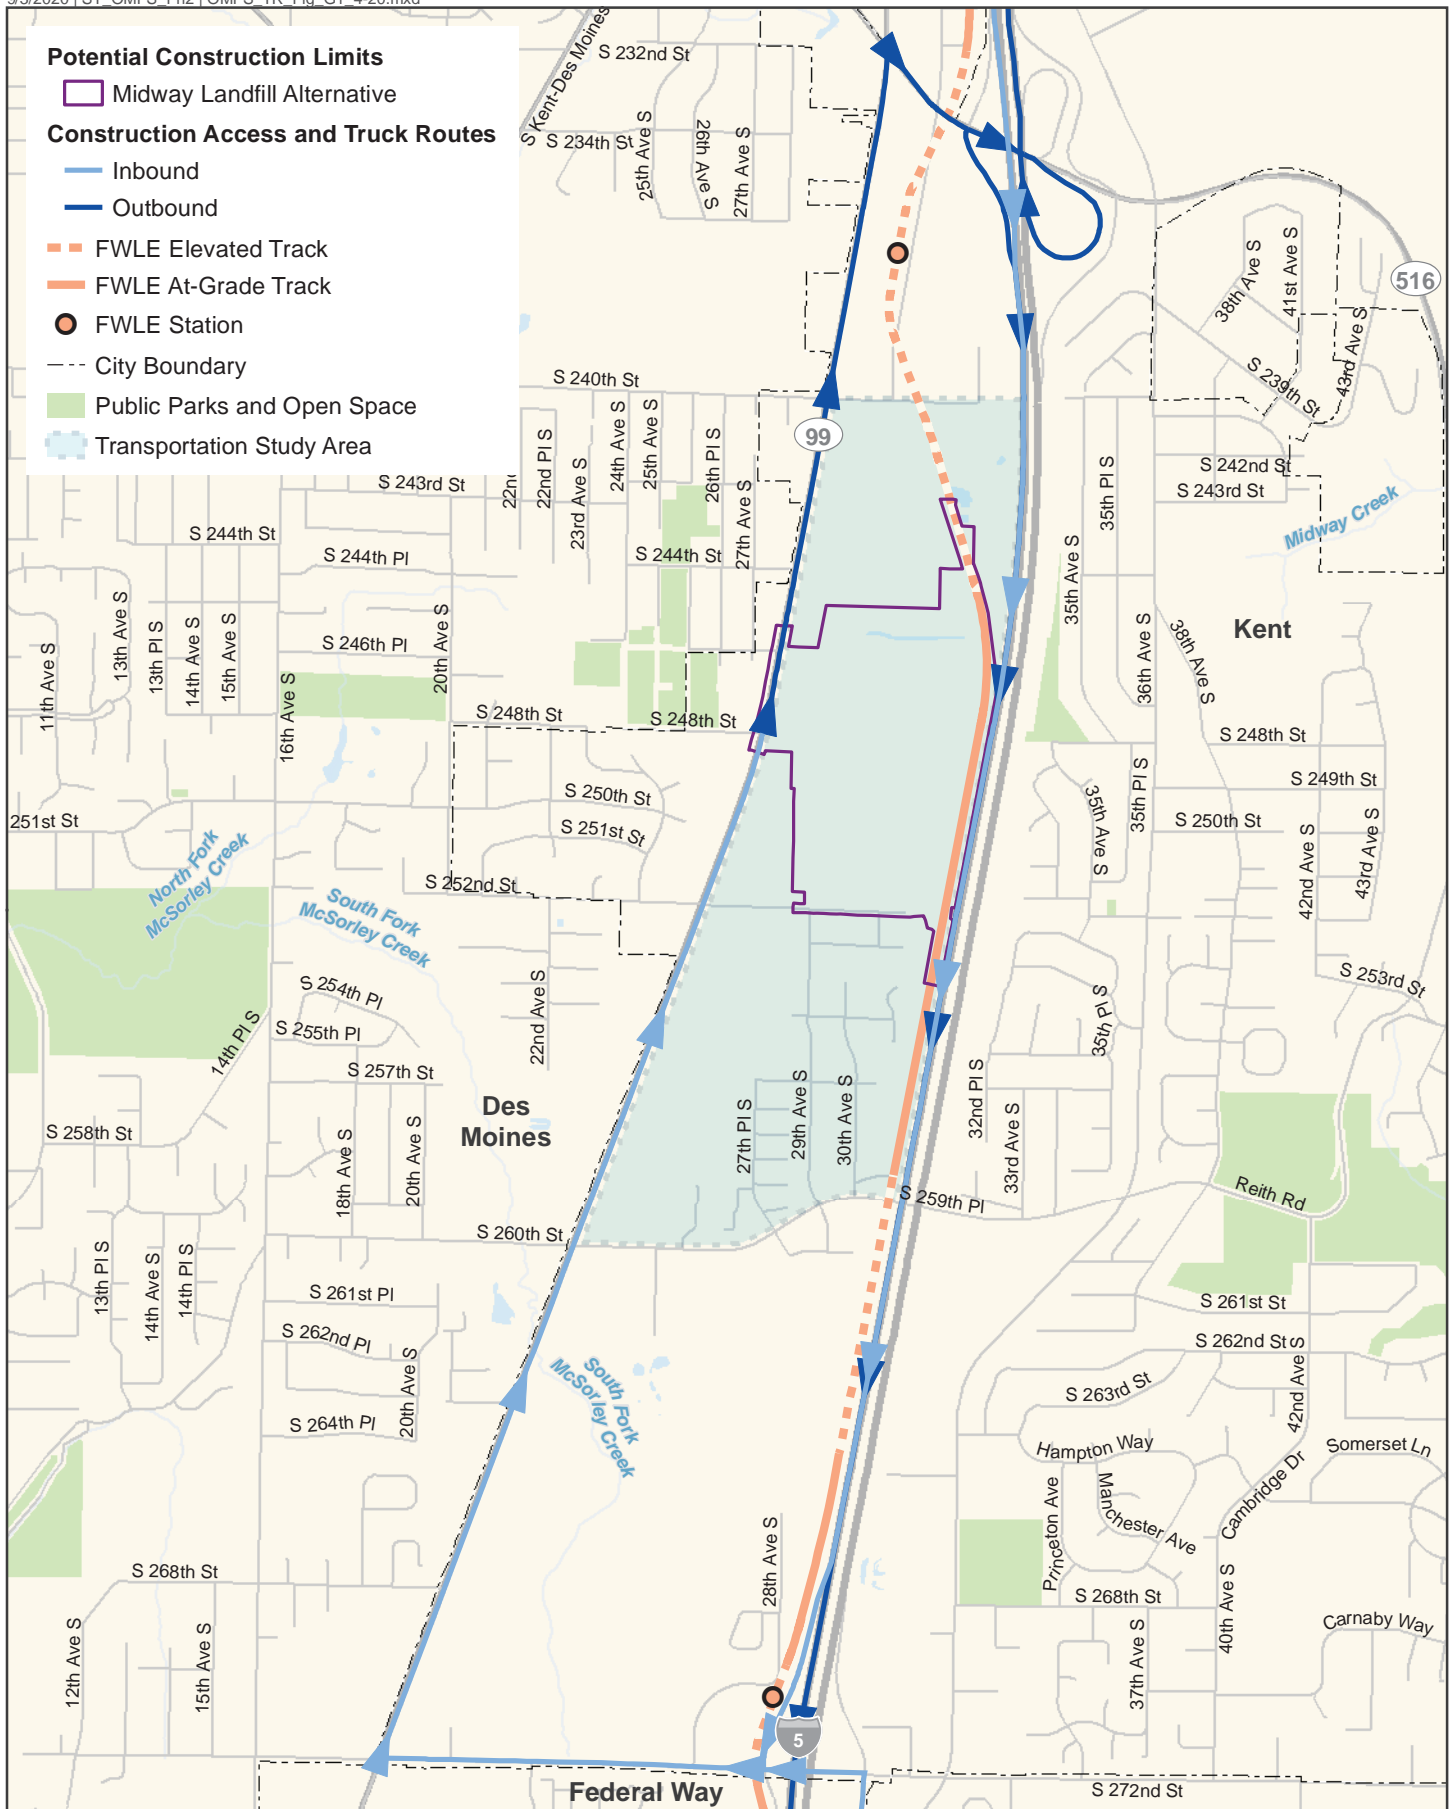 9/3/2020 | ST_OMFS_Ph2 | OMFS_TR_Fig_G1_4-20.mxd
Potential Construction Limits
Midway Landfill Alternative
Construction Access and Truck Routes
Inbound
Outbound
FWLE Elevated Track
FWLE At-Grade Track
FWLE Station
City Boundary
Public Parks and Open Space
Transportation Study Area
S Kent-Des Moines
S 232nd St
S 234th St
25th Ave S
26th Ave S
27th Ave S
516
38th Ave S
41st Ave S
43rd Ave S
S 239th St
S 240th St
99
22nd Pl S
23rd Ave S
24th Ave S
25th Ave S
26th Pl S
27th Ave S
S 242nd St
S 243rd St
S 243rd St
35th Pl S
Midway Creek
S 244th St
S 244th Pl
S 244th St
35th Ave S
11th Ave S
13th Ave S
13th Pl S
14th Ave S
15th Ave S
16th Ave S
S 246th Pl
20th Ave S
36th Ave S
38th Ave S
Kent
S 248th St
S 248th St
S 248th St
S 249th St
S 250th St
S 251st St
251st St
35th Ave S
35th Pl S
S 250th St
42nd Ave S
43rd Ave S
North Fork
McSorley Creek
S 252nd St
South Fork
McSorley Creek
S 253rd St
S 254th Pl
S 255th Pl
14th Pl S
22nd Ave S
35th Pl S
S 257th St
Des
Moines
S 258th St
18th Ave S
20th Ave S
27th Pl S
29th Ave S
30th Ave S
32nd Pl S
33rd Ave S
S 259th Pl
Reith Rd
S 260th St
13th Pl S
14th Ave S
14th Pl S
S 261st Pl
S 261st St
S 262nd Pl
S 262nd St
20th Ave S
South Fork
McSorley Creek
S 263rd St
42nd Ave S
S 264th Pl
Hampton Way
Somerset Ln
Princeton Ave
Manchester Ave
Cambridge Dr
28th Ave S
S 268th St
S 268th St
12th Ave S
15th Ave S
37th Ave S
40th Ave S
Carnaby Way
5
Federal Way
S 272nd St